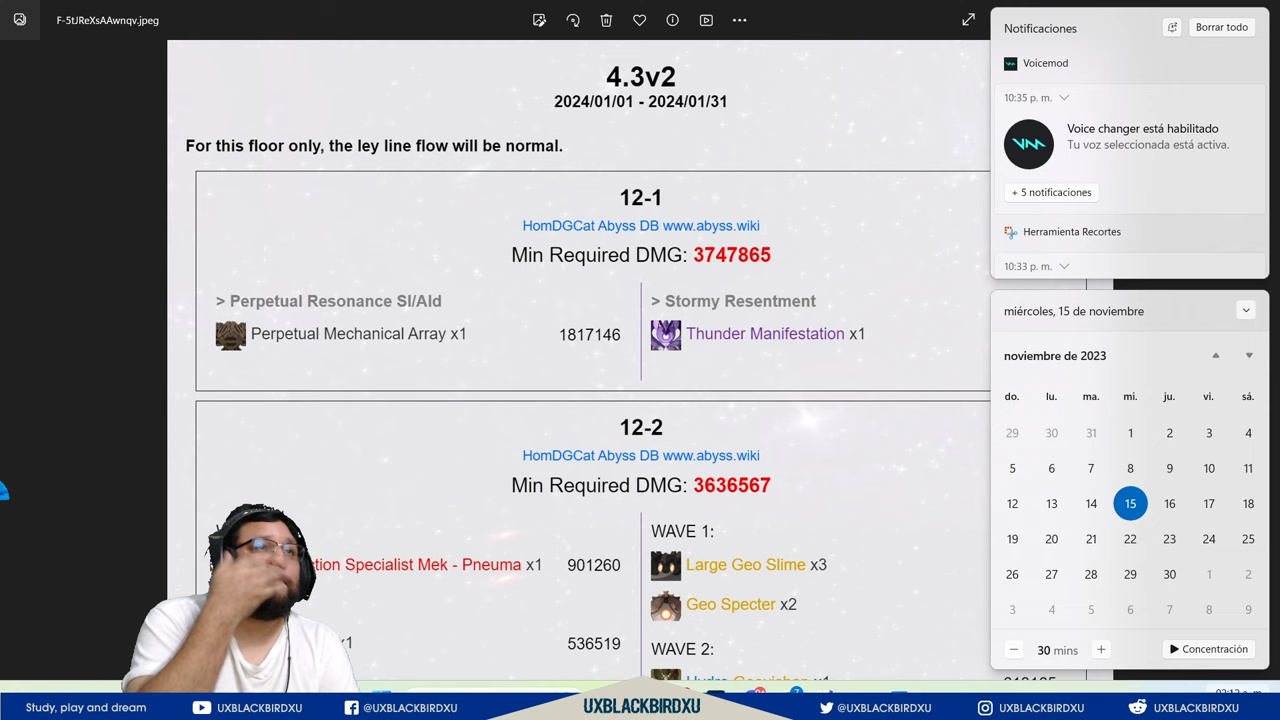 F-5tJReXsAAwnqv.jpeg
4.3v2
2024/01/01 - 2024/01/31
For this floor only, the ley line flow will be normal.
12-1
HomDGCat Abyss DB www.abyss.wiki
Min Required DMG: 3747865
> Perpetual Resonance SI/Ald
Perpetual Mechanical Array x1 1817146
> Stormy Resentment
Thunder Manifestation x1
12-2
HomDGCat Abyss DB www.abyss.wiki
Min Required DMG: 3636567
ction Specialist Mek - Pneuma x1 901260
x1 536519
WAVE 1:
Large Geo Slime x3
Geo Specter x2
WAVE 2:
Notificaciones
Borrar todo
Voicemod
10:35 p. m.
Voice changer está habilitado
Tu voz seleccionada está activa.
+ 5 notificaciones
Herramienta Recortes
10:33 p. m.
miércoles, 15 de noviembre
noviembre de 2023
do. lu. ma. mi. ju. vi. sá.
29 30 31 1 2 3 4
5 6 7 8 9 10 11
12 13 14 15 16 17 18
19 20 21 22 23 24 25
26 27 28 29 30 1 2
3 4 5 6 7 8 9
30 mins
Concentración
Study, play and dream
UXBLACKBIRDXU
@UXBLACKBIRDXU
UXBLACKBIRDXU
@UXBLACKBIRDXU
UXBLACKBIRDXU
UXBLACKBIRDXU